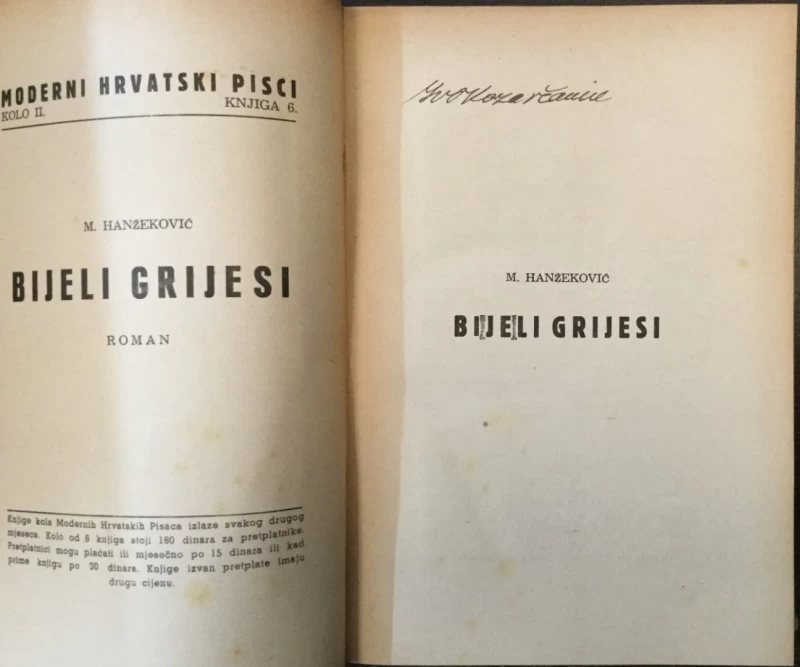 MODERNI HRVATSKI PISCI
KOLO II. KNJIGA 6.
M. HANŽEKOVIĆ
BIJELI GRIJESI
ROMAN
Knjige kola Modernih Hrvatskih Pisaca izlaze svakog drugog
mjeseca. Kolo od 6 knjiga stoji 180 dinara za pretplatnike.
Pretplatnici mogu plaćati ili mjesečno po 15 dinara ili kad
prime knjigu po 30 dinara. Knjige izvan pretplate imaju
drugu cijenu.
Ivo Kozarčanin
M. HANŽEKOVIĆ
BIJELI GRIJESI